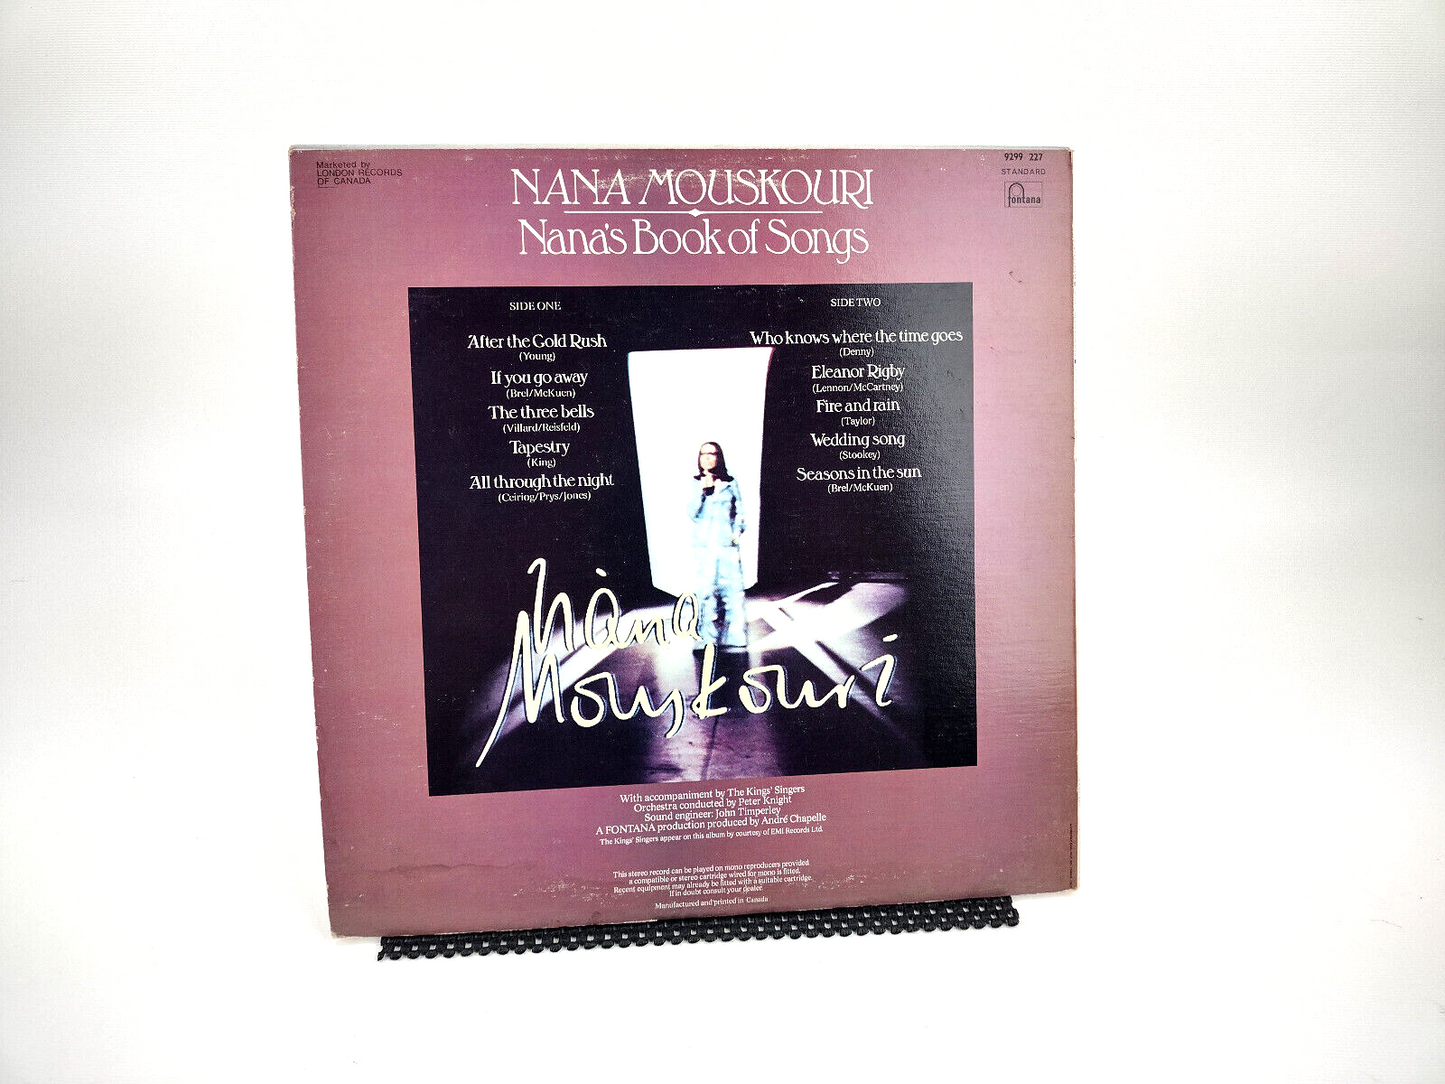 Marketed by
LONDON RECORDS
OF CANADA
9299 227
STANDARD
fontana
NANA MOUSKOURI
Nana's Book of Songs
SIDE ONE
After the Gold Rush
(Young)
If you go away
(Brel/McKuen)
The three bells
(Villard/Reisfeld)
Tapestry
(King)
All through the night
(Ceiriog/Prys/Jones)
SIDE TWO
Who knows where the time goes
(Denny)
Eleanor Rigby
(Lennon/McCartney)
Fire and rain
(Taylor)
Wedding song
(Stookey)
Seasons in the sun
(Brel/McKuen)
Nana
Mouskouri
With accompaniment by The Kings' Singers
Orchestra conducted by Peter Knight
Sound engineer: John Timperley
A FONTANA production produced by André Chapelle
The Kings' Singers appear on this album by courtesy of EMI Records Ltd.
This stereo record can be played on mono reproducers provided
a compatible or stereo cartridge wired for mono is fitted.
Recent equipment may already be fitted with a suitable cartridge.
If in doubt consult your dealer.
Manufactured and printed in Canada